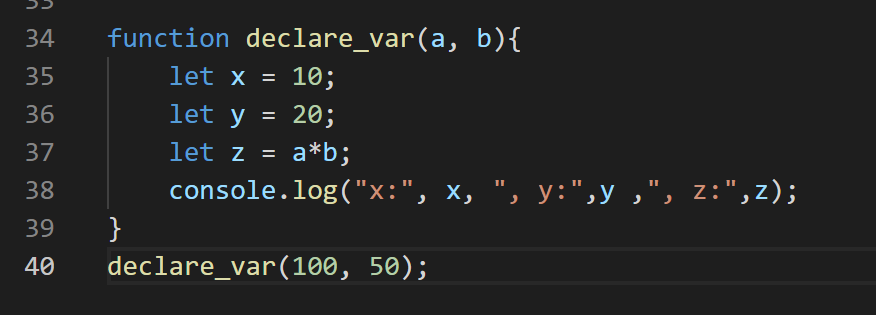 33
34 function declare_var(a, b){
35 let x = 10;
36 let y = 20;
37 let z = a*b;
38 console.log("x:", x, ", y:",y ,", z:",z);
39 }
40 declare_var(100, 50);